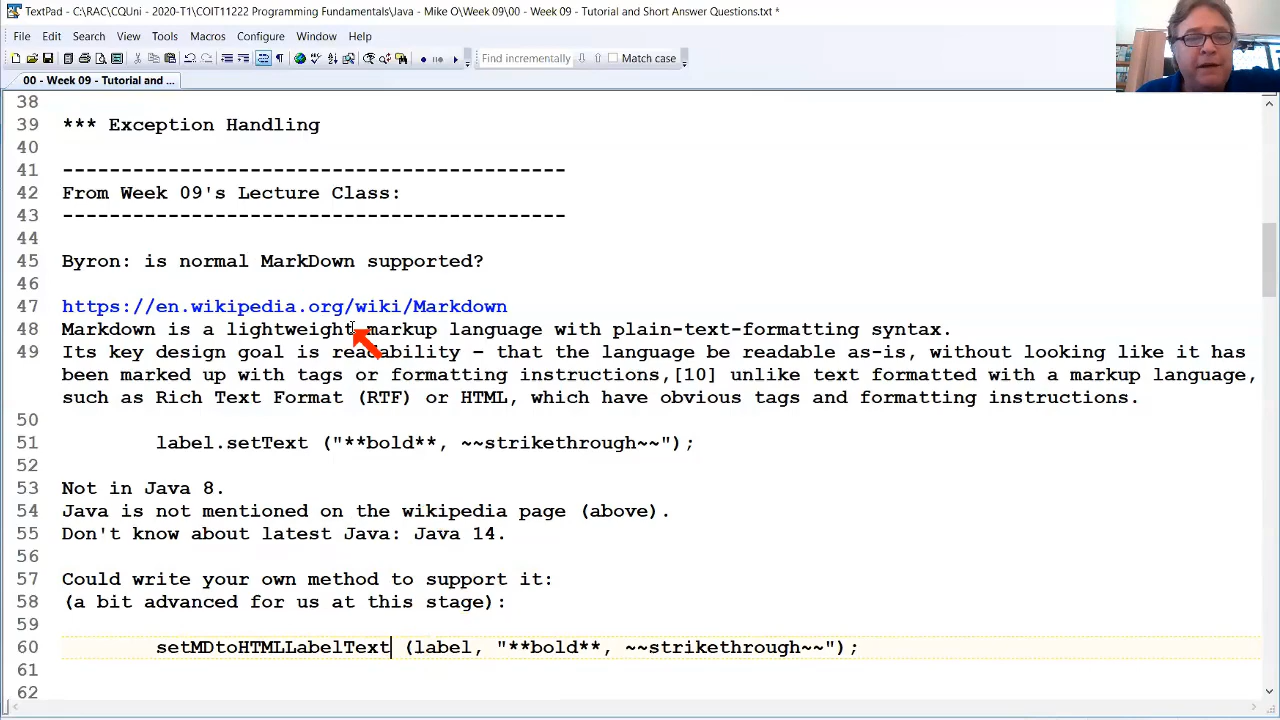 TextPad - C:\RAC\CQUni - 2020-T1\COIT11222 Programming Fundamentals\Java - Mike O\Week 09\00 - Week 09 - Tutorial and Short Answer Questions.txt *
File Edit Search View Tools Macros Configure Window Help
Find incrementally Match case
00 - Week 09 - Tutorial and ...
38
39 *** Exception Handling
40
41 -------------------------------------------
42 From Week 09's Lecture Class:
43 -------------------------------------------
44
45 Byron: is normal MarkDown supported?
46
47 https://en.wikipedia.org/wiki/Markdown
48 Markdown is a lightweight markup language with plain-text-formatting syntax.
49 Its key design goal is readability – that the language be readable as-is, without looking like it has
been marked up with tags or formatting instructions,[10] unlike text formatted with a markup language,
such as Rich Text Format (RTF) or HTML, which have obvious tags and formatting instructions.
50
51 label.setText ("**bold**, ~~strikethrough~~");
52
53 Not in Java 8.
54 Java is not mentioned on the wikipedia page (above).
55 Don't know about latest Java: Java 14.
56
57 Could write your own method to support it:
58 (a bit advanced for us at this stage):
59
60 setMDtoHTMLLabelText (label, "**bold**, ~~strikethrough~~");
61
62